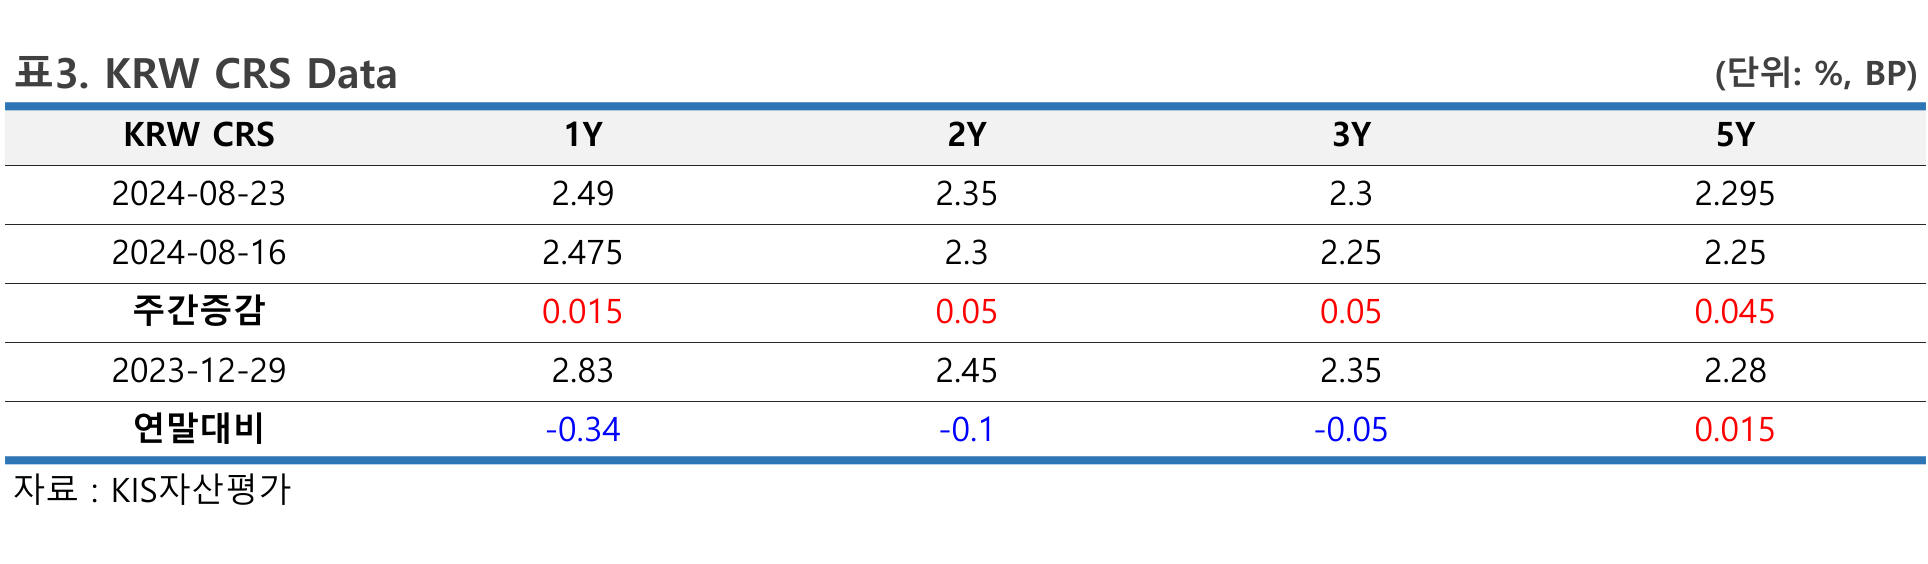 표3. KRW CRS Data (단위: %, BP)
KRW CRS 1Y 2Y 3Y 5Y
2024-08-23 2.49 2.35 2.3 2.295
2024-08-16 2.475 2.3 2.25 2.25
주간증감 0.015 0.05 0.05 0.045
2023-12-29 2.83 2.45 2.35 2.28
연말대비 -0.34 -0.1 -0.05 0.015
자료 : KIS자산평가